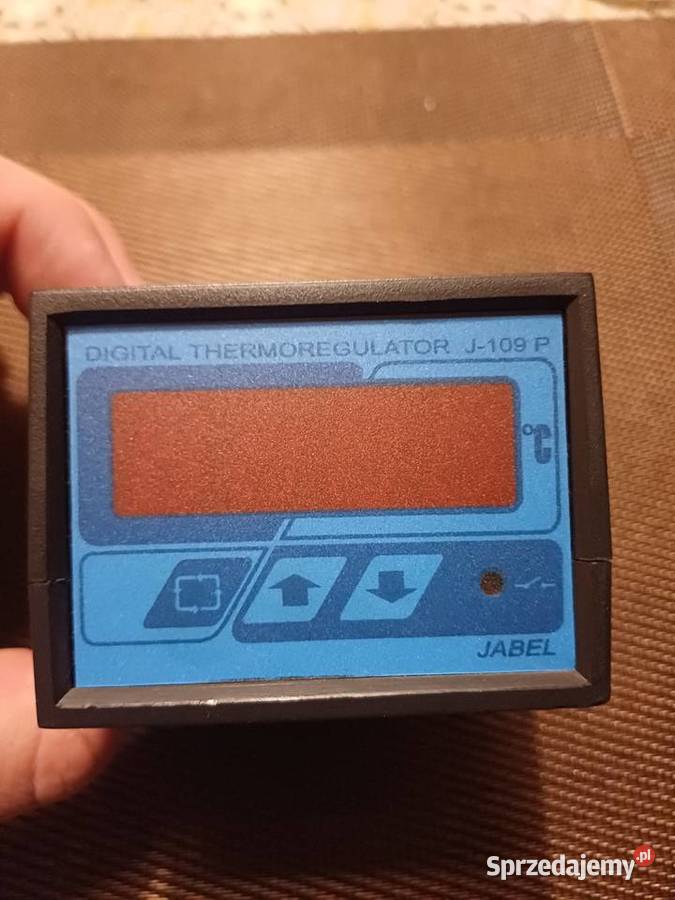 DIGITAL THERMOREGULATOR J-109 P
°C
JABEL
Sprzedajemy.pl